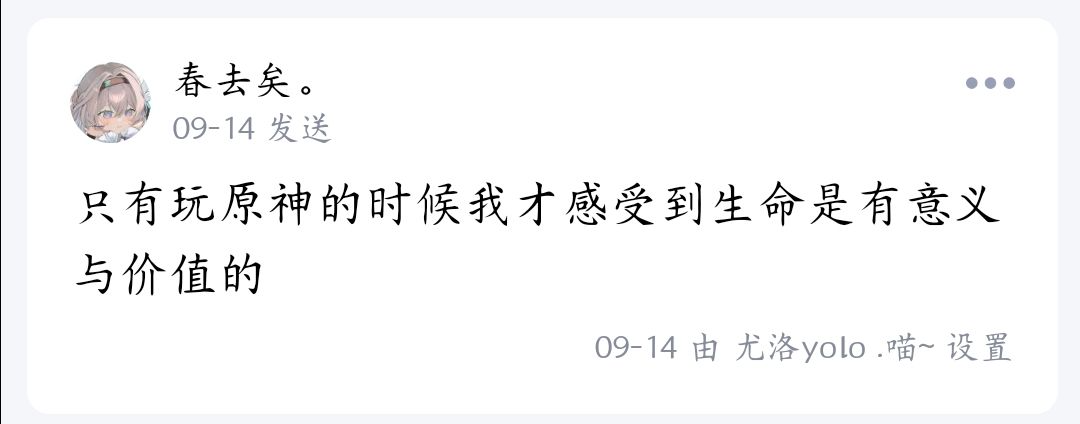 春去矣。
09-14 发送
只有玩原神的时候我才感受到生命是有意义
与价值的
09-14 由 尤洛yolo .喵~ 设置